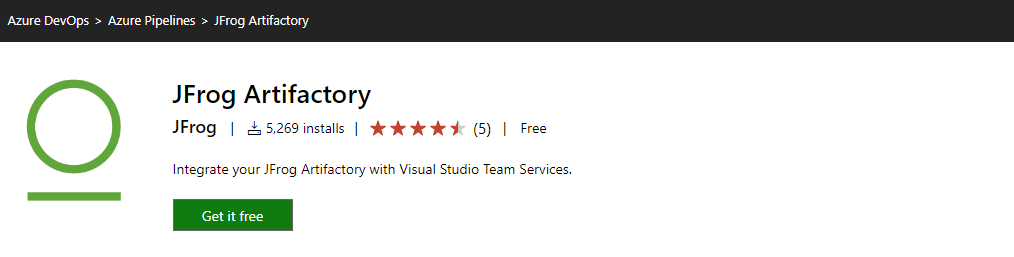 Azure DevOps > Azure Pipelines > JFrog Artifactory
JFrog Artifactory
JFrog | 5,269 installs | (5) | Free
Integrate your JFrog Artifactory with Visual Studio Team Services.
Get it free